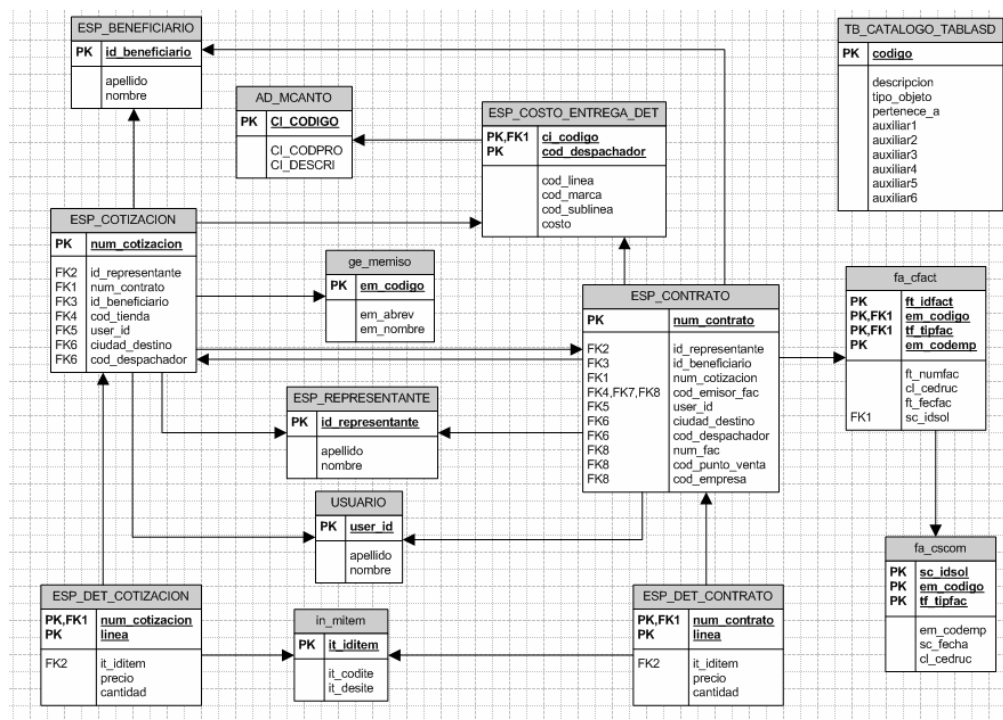 ESP_BENEFICIARIO
PK id_beneficiario
apellido
nombre
TB_CATALOGO_TABLASD
PK codigo
descripcion
tipo_objeto
pertenece_a
auxiliar1
auxiliar2
auxiliar3
auxiliar4
auxiliar5
auxiliar6
AD_MCANTO
PK CI_CODIGO
CI_CODPRO
CI_DESCRI
ESP_COSTO_ENTREGA_DET
PK,FK1 ci_codigo
PK cod_despachador
cod_linea
cod_marca
cod_sublinea
costo
ESP_COTIZACION
PK num_cotizacion
FK2 id_representante
FK1 num_contrato
FK3 id_beneficiario
FK4 cod_tienda
FK5 user_id
FK6 ciudad_destino
FK6 cod_despachador
ge_memiso
PK em_codigo
em_abrev
em_nombre
ESP_CONTRATO
PK num_contrato
FK2 id_representante
FK3 id_beneficiario
FK1 num_cotizacion
FK4,FK7,FK8 cod_emisor_fac
FK5 user_id
FK6 ciudad_destino
FK6 cod_despachador
FK8 num_fac
FK8 cod_punto_venta
FK8 cod_empresa
fa_cfact
PK ft_idfact
PK,FK1 em_codigo
PK,FK1 tf_tipfac
PK em_codemp
ft_numfac
cl_cedruc
ft_fecfac
FK1 sc_idsol
ESP_REPRESENTANTE
PK id_representante
apellido
nombre
USUARIO
PK user_id
apellido
nombre
fa_cscom
PK sc_idsol
PK em_codigo
PK tf_tipfac
em_codemp
sc_fecha
cl_cedruc
ESP_DET_COTIZACION
PK,FK1 num_cotizacion
PK linea
FK2 it_iditem
precio
cantidad
in_mitem
PK it_iditem
it_codite
it_desite
ESP_DET_CONTRATO
PK,FK1 num_contrato
PK linea
FK2 it_iditem
precio
cantidad